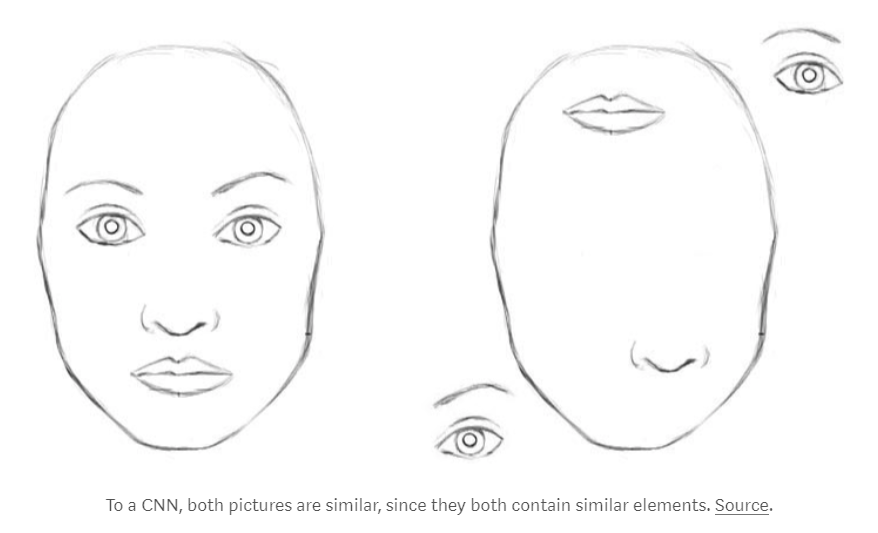 To a CNN, both pictures are similar, since they both contain similar elements. Source.